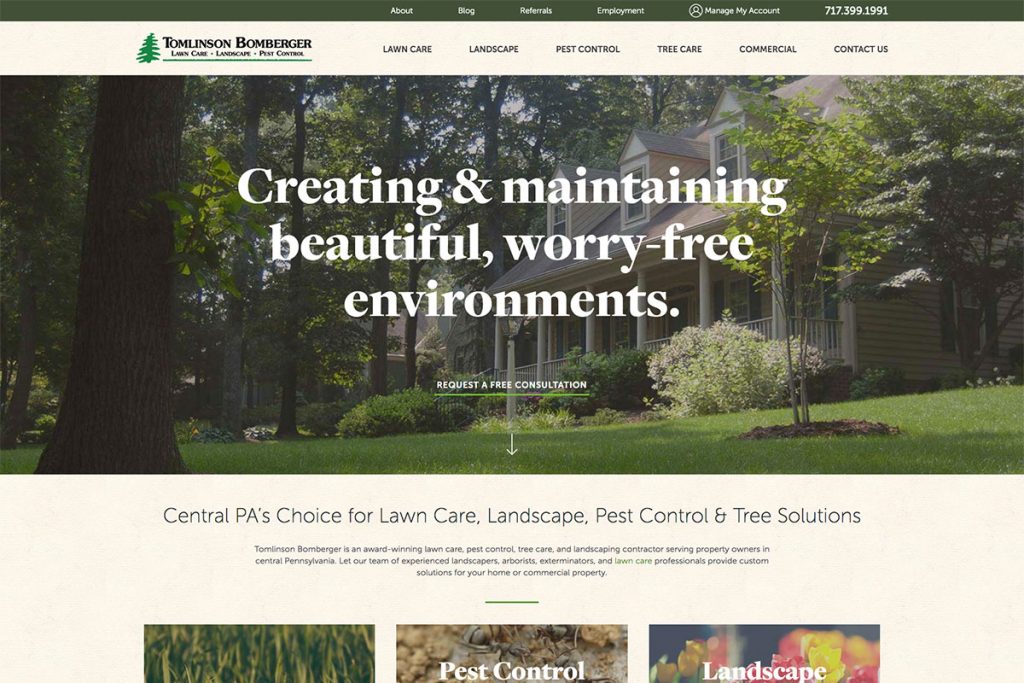 About Blog Referrals Employment Manage My Account 717.399.1991
TOMLINSON BOMBERGER
LAWN CARE • LANDSCAPE • PEST CONTROL
LAWN CARE LANDSCAPE PEST CONTROL TREE CARE COMMERCIAL CONTACT US
Creating & maintaining
beautiful, worry-free
environments.
REQUEST A FREE CONSULTATION
Central PA's Choice for Lawn Care, Landscape, Pest Control & Tree Solutions
Tomlinson Bomberger is an award-winning lawn care, pest control, tree care, and landscaping contractor serving property owners in
central Pennsylvania. Let our team of experienced landscapers, arborists, exterminators, and lawn care professionals provide custom
solutions for your home or commercial property.
Pest Control Landscape